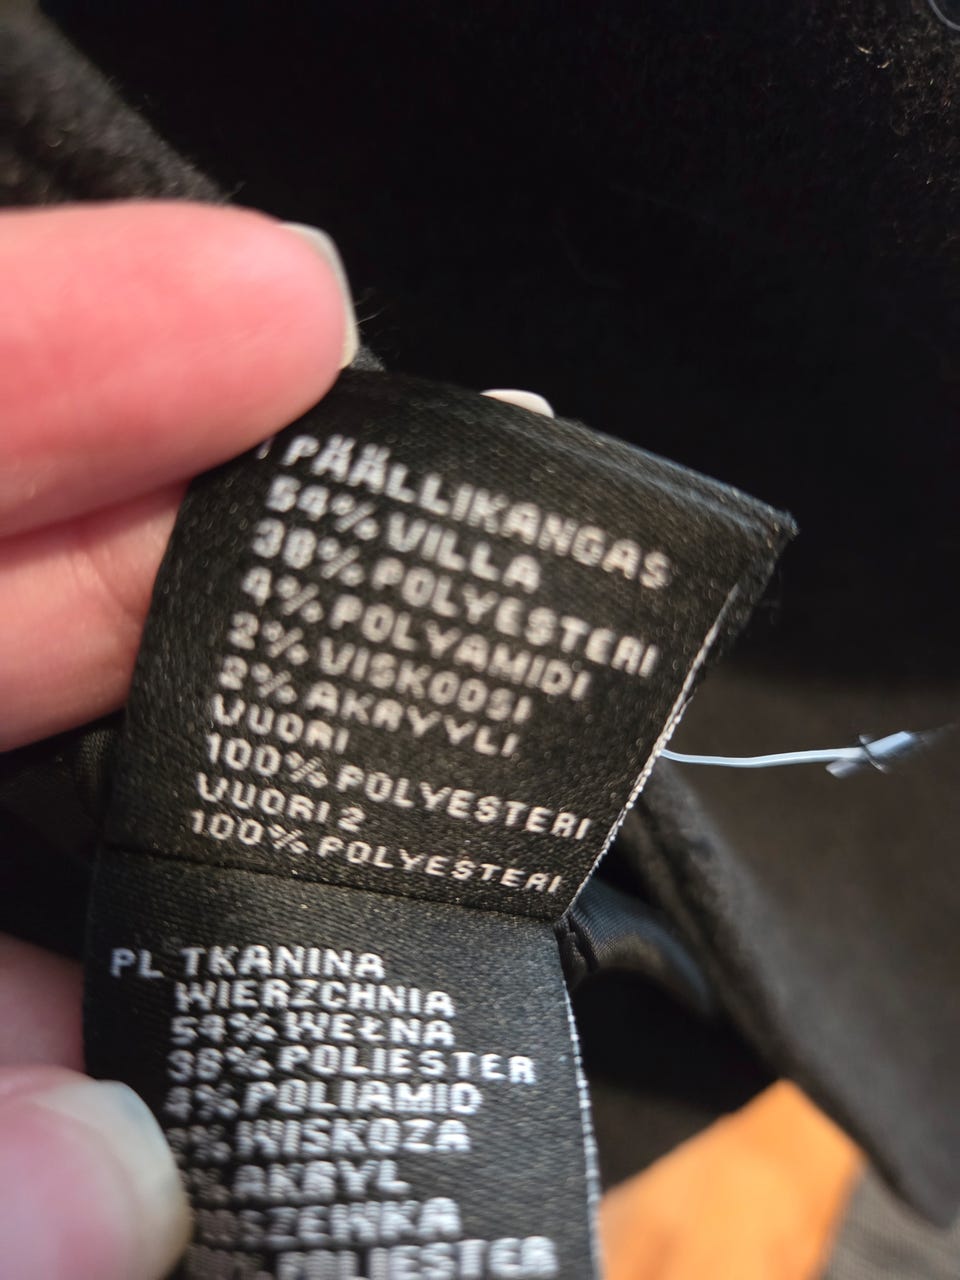 PÄÄLLIKANGAS
54% VILLA
38% POLYESTERI
4% POLYAMIDI
2% VISKOOSI
2% AKRYYLI
VUORI
100% POLYESTERI
VUORI 2
100% POLYESTERI
PL TKANINA
WIERZCHNIA
54% WEŁNA
38% POLIESTER
4% POLIAMID
% WISKOZA
AKRYL
POLIESTER